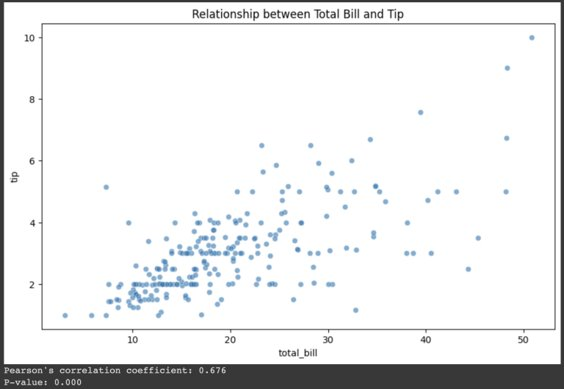 Relationship between Total Bill and Tip
10
8
6
4
2
tip
10
20
30
40
50
total_bill
Pearson's correlation coefficient: 0.676
P-value: 0.000